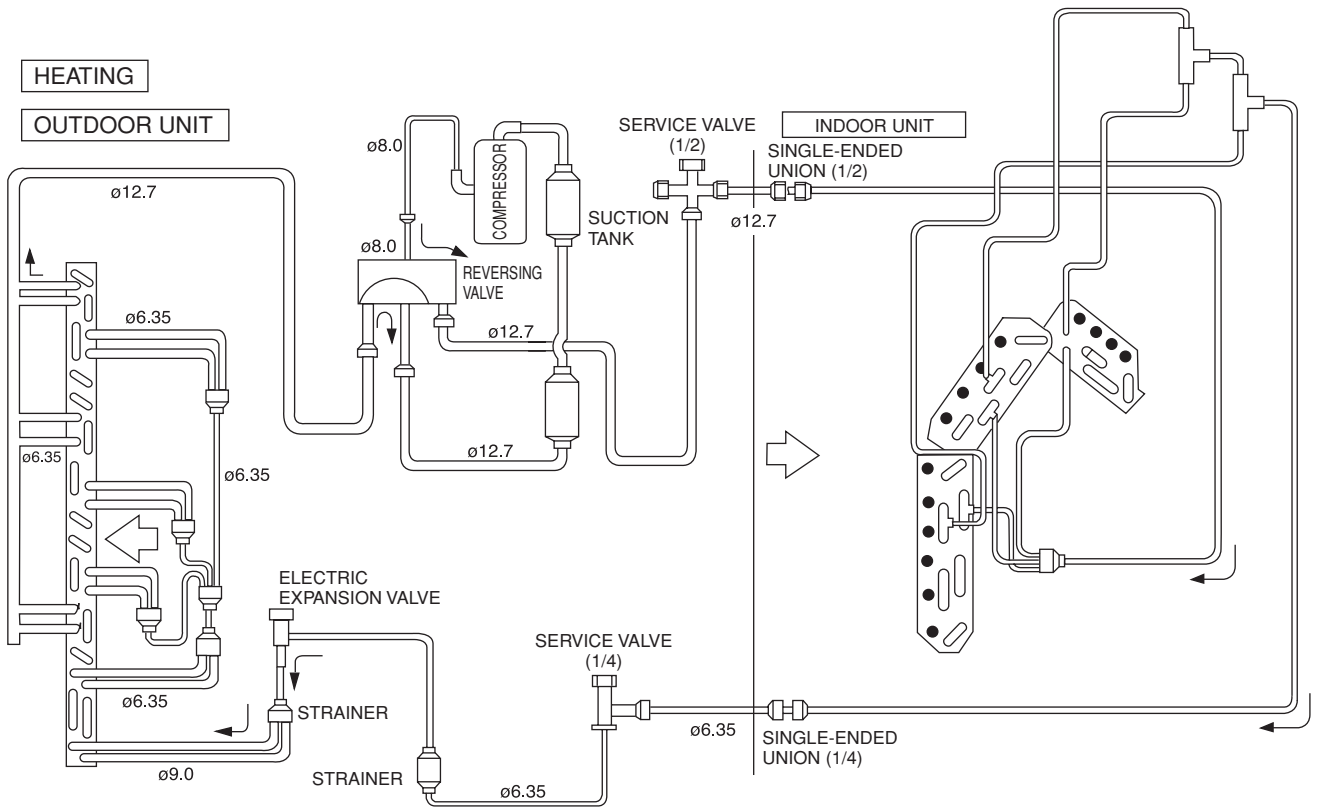 HEATING
OUTDOOR UNIT
ø12.7
ø8.0
COMPRESSOR
SUCTION
TANK
ø8.0
REVERSING
VALVE
SERVICE VALVE
(1/2)
ø12.7
INDOOR UNIT
SINGLE-ENDED
UNION (1/2)
ø6.35
ø12.7
ø12.7
ø6.35
ø6.35
ELECTRIC
EXPANSION VALVE
SERVICE VALVE
(1/4)
ø6.35
STRAINER
ø6.35
SINGLE-ENDED
UNION (1/4)
ø9.0
STRAINER
ø6.35